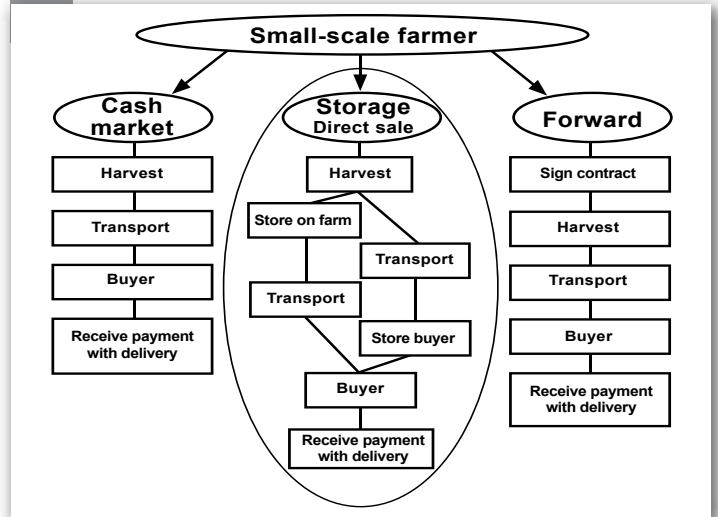 Small-scale farmer
Cash
market
Harvest
Transport
Buyer
Receive payment
with delivery
Storage
Direct sale
Harvest
Store on farm
Transport
Transport
Store buyer
Buyer
Receive payment
with delivery
Forward
Sign contract
Harvest
Transport
Buyer
Receive payment
with delivery